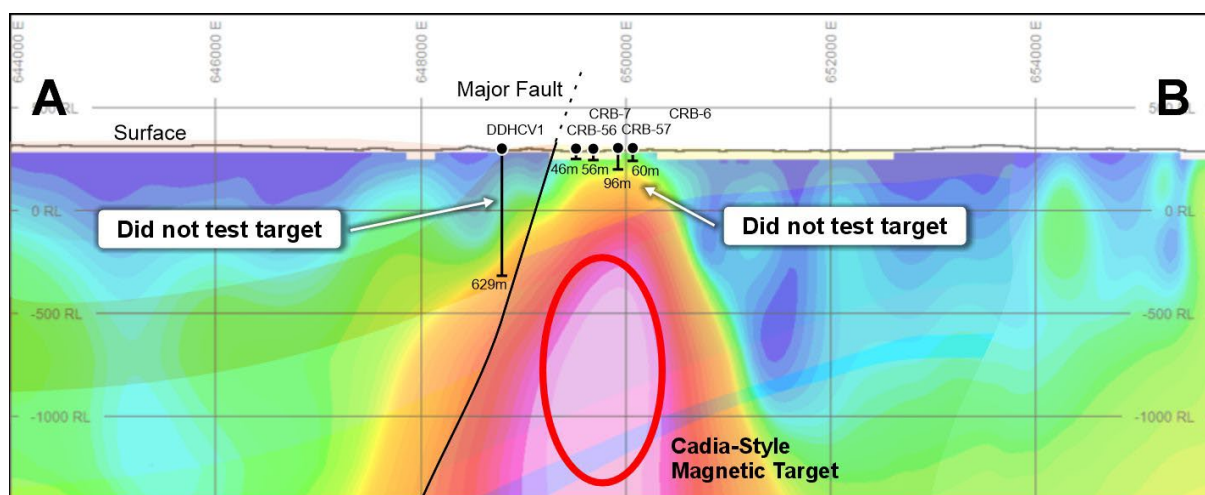 644000 E
646000 E
648000 E
650000 E
652000 E
654000 E
A
B
Major Fault
CRB-7
CRB-6
Surface
DDHCV1
CRB-56
CRB-57
46m
56m
96m
60m
0 RL
0 RL
Did not test target
Did not test target
629m
-500 RL
-500 RL
-1000 RL
-1000 RL
Cadia-Style
Magnetic Target